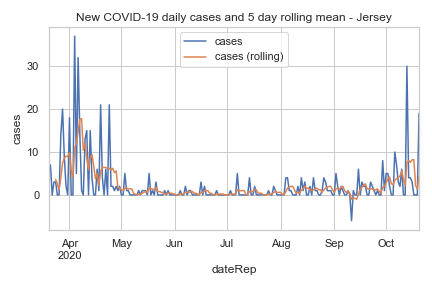 New COVID-19 daily cases and 5 day rolling mean - Jersey
cases
cases (rolling)
cases
30
20
10
0
Apr
2020
May
Jun
Jul
Aug
Sep
Oct
dateRep